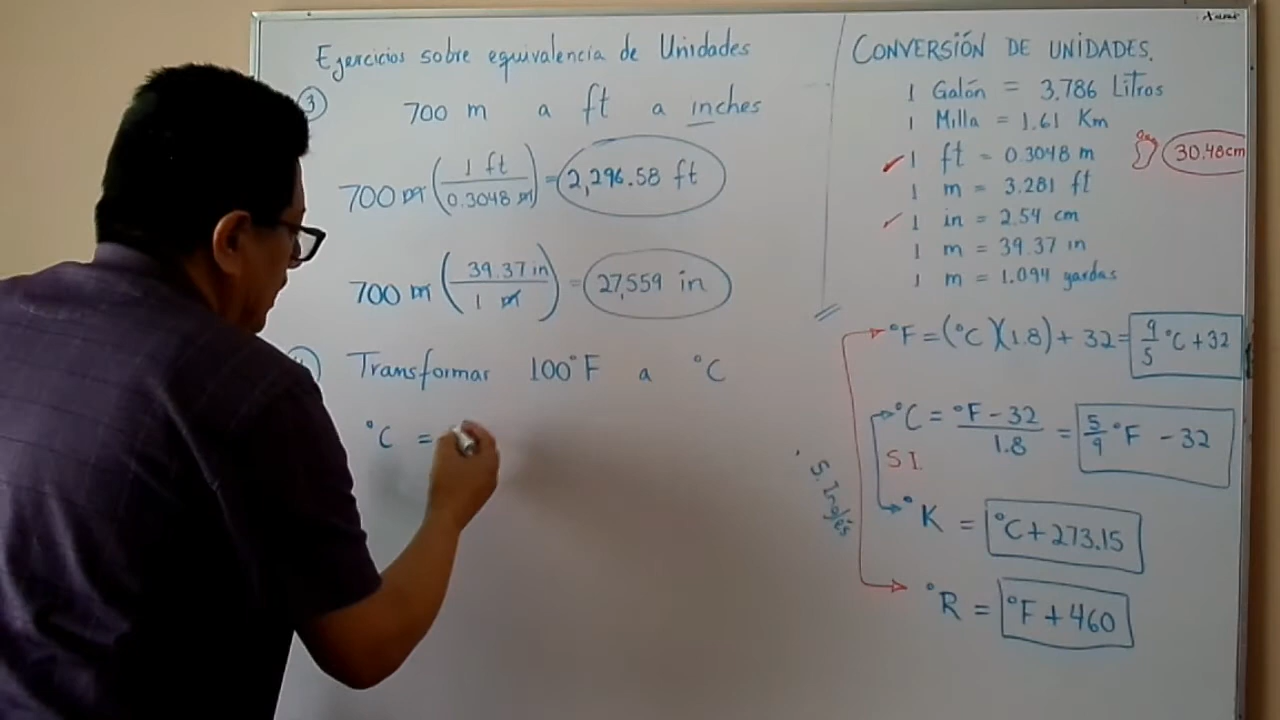 Ejercicios sobre equivalencia de Unidades
3
700 m a ft a inches
700 m (1 ft / 0.3048 m) = 2,296.58 ft
700 m (39.37 in / 1 m) = 27,559 in
Transformar 100°F a °C
°C =
CONVERSIÓN DE UNIDADES.
1 Galón = 3.786 Litros
1 Milla = 1.61 Km
1 ft = 0.3048 m
30.48cm
1 m = 3.281 ft
1 in = 2.54 cm
1 m = 39.37 in
1 m = 1.094 yardas
°F = (°C)(1.8) + 32 = 9/5 °C + 32
°C = °F - 32 / 1.8 = 5/9 °F - 32
S I.
S. Inglés
°K = °C + 273.15
°R = °F + 460